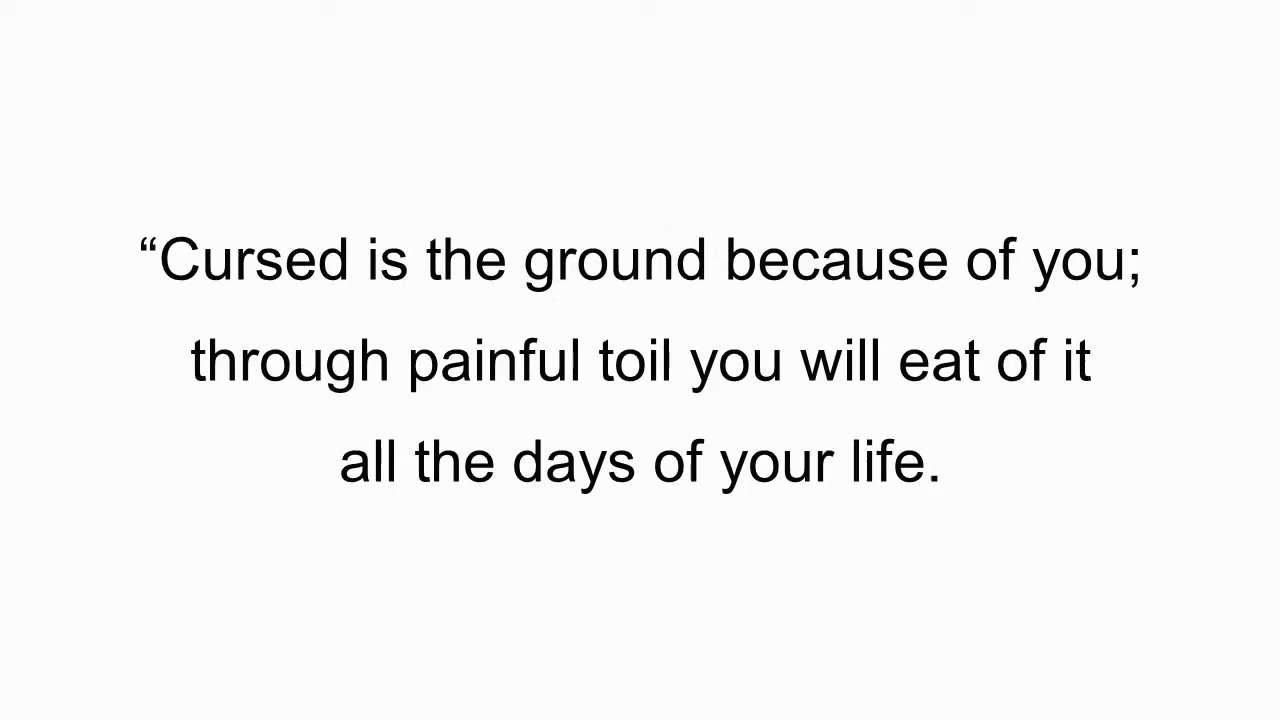 “Cursed is the ground because of you;
through painful toil you will eat of it
all the days of your life.